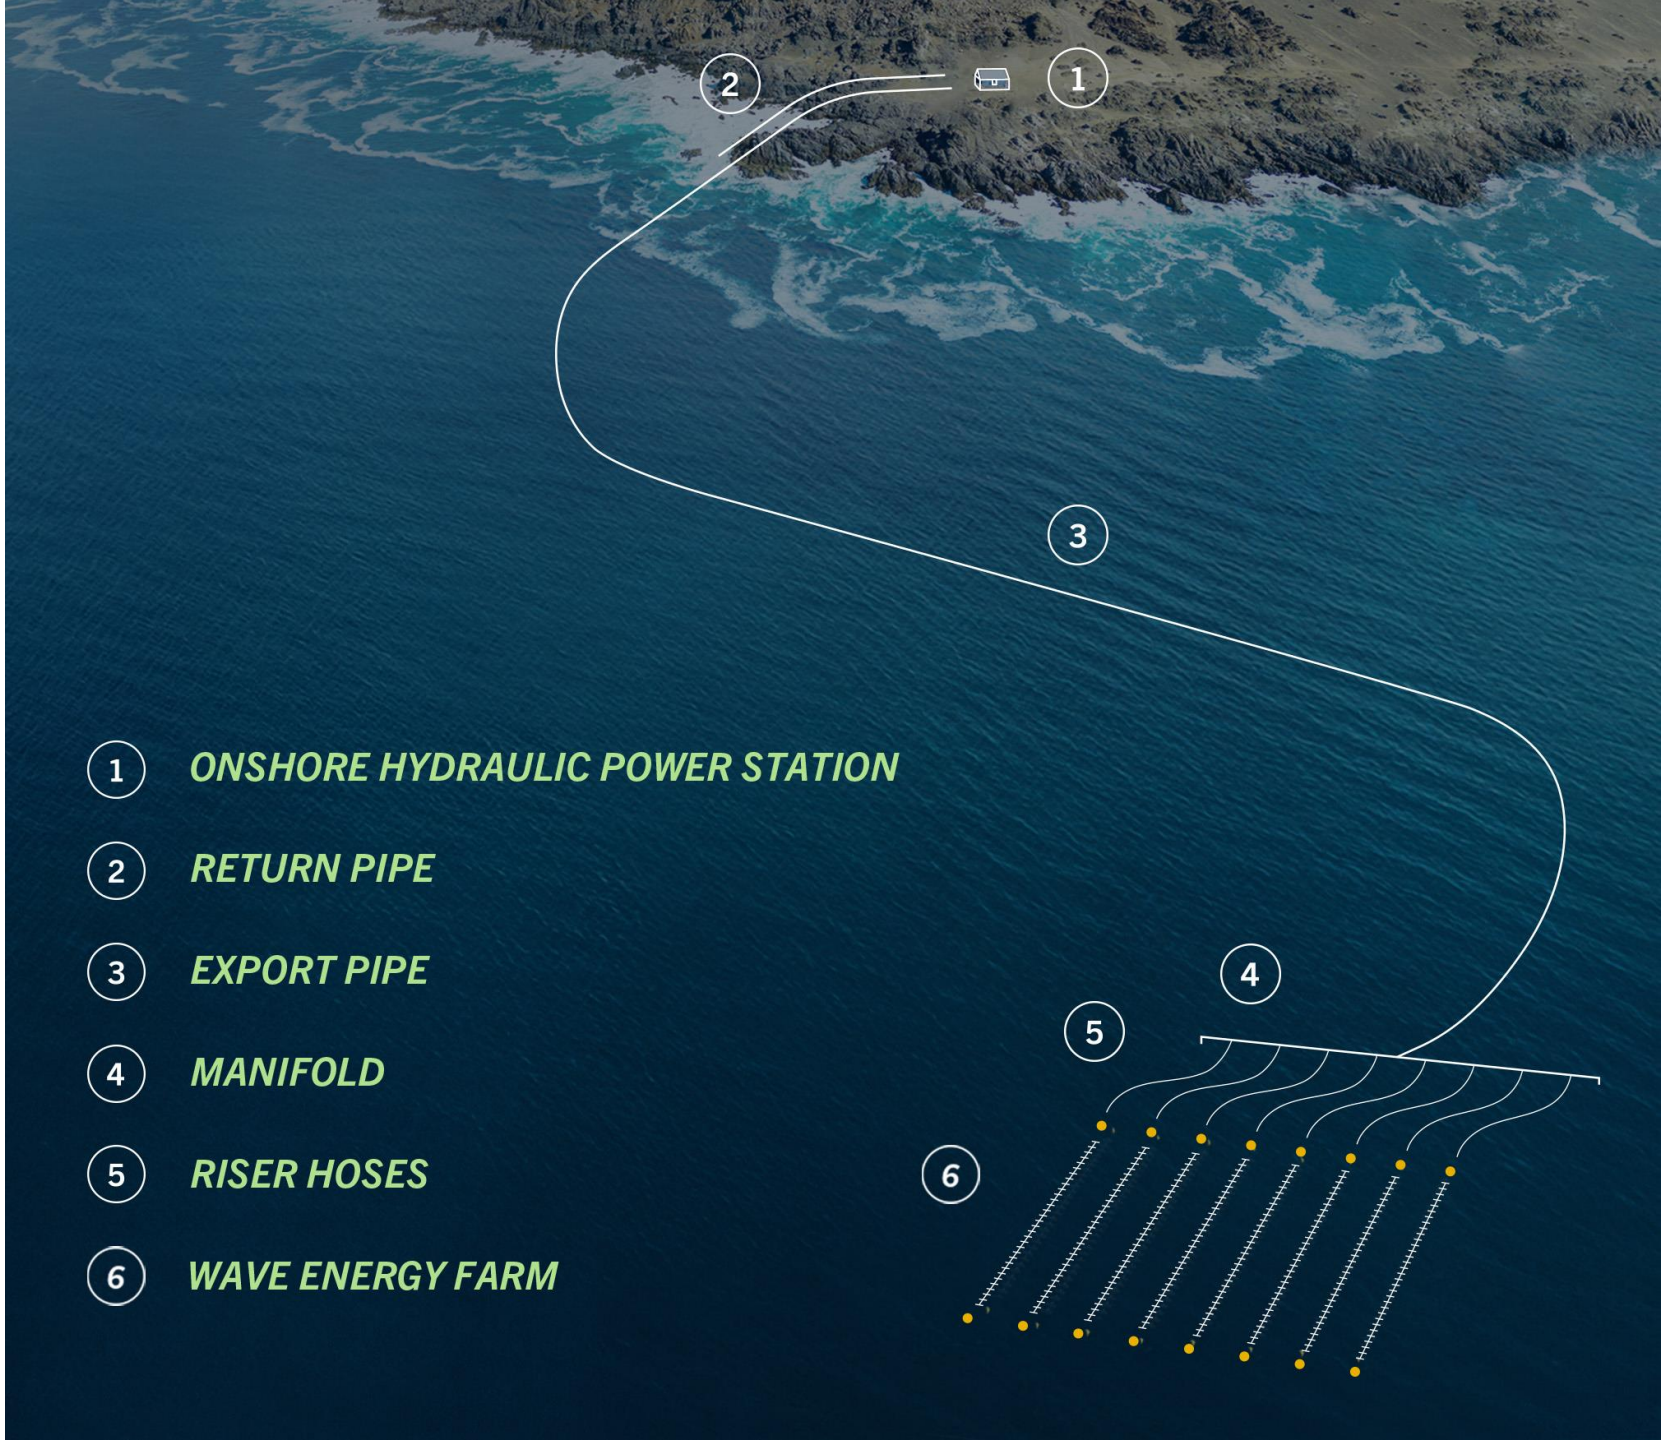 2
1
3
1 ONSHORE HYDRAULIC POWER STATION
2 RETURN PIPE
3 EXPORT PIPE
4
5
4 MANIFOLD
5 RISER HOSES
6
6 WAVE ENERGY FARM